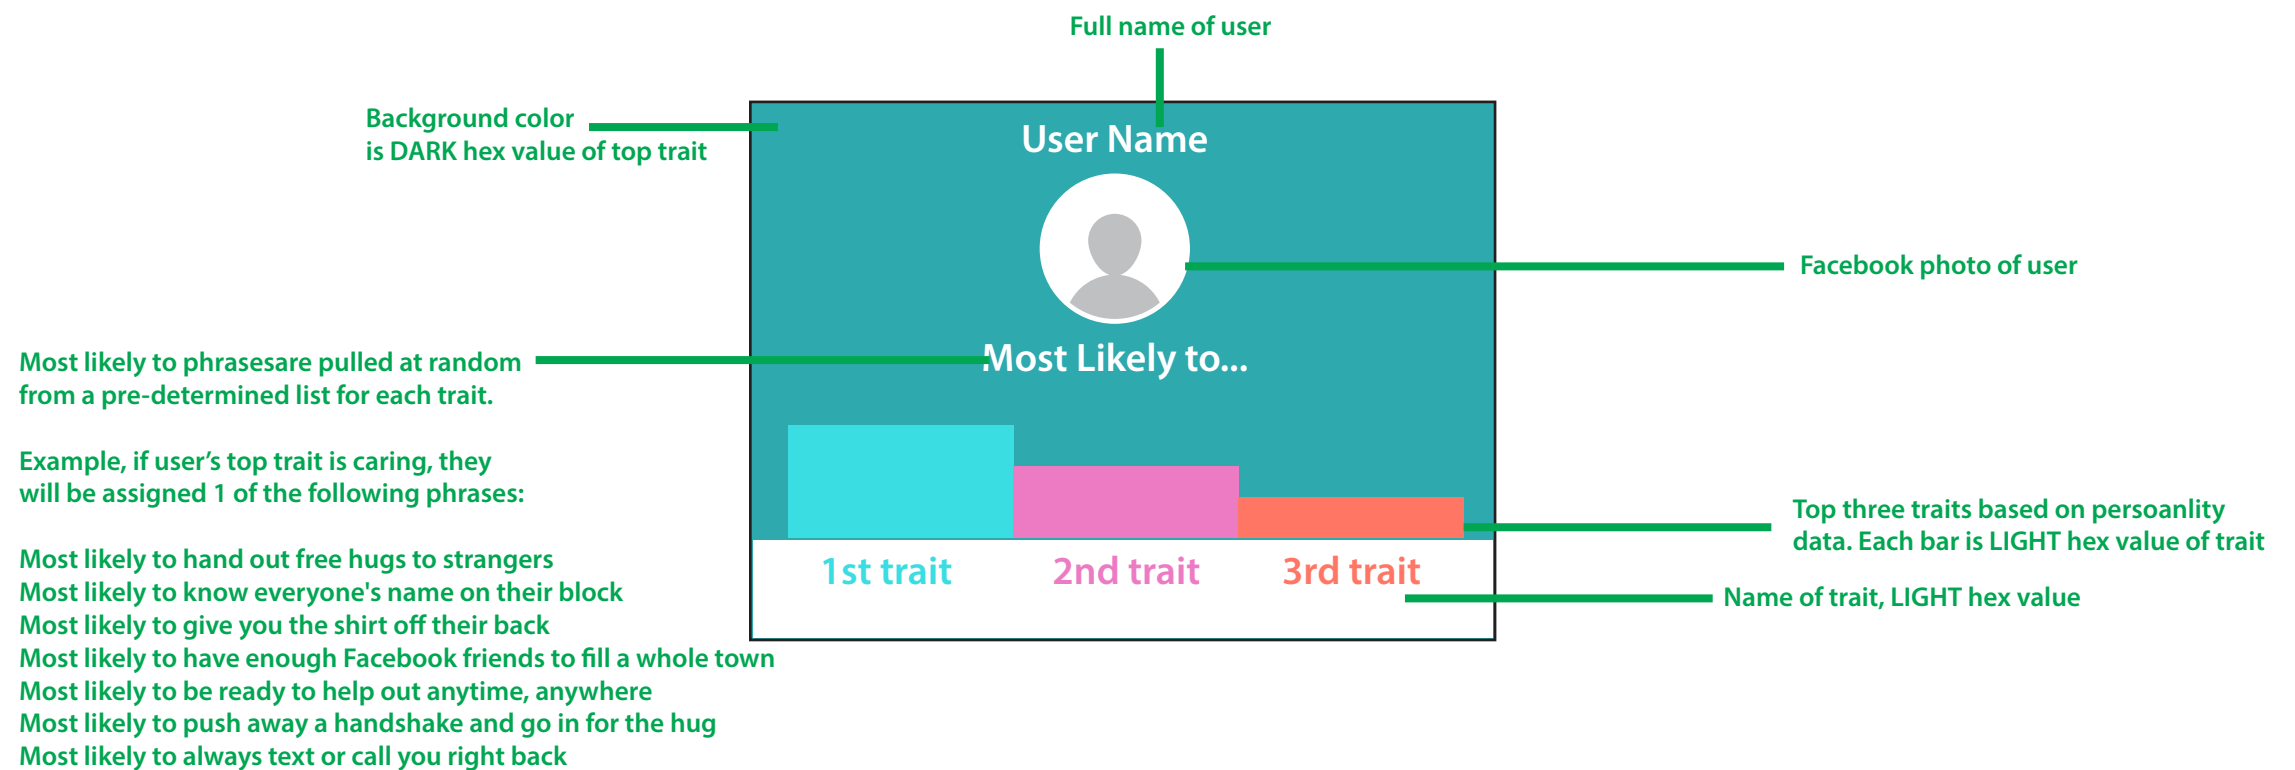 Full name of user
Background color
is DARK hex value of top trait
User Name
Facebook photo of user
Most Likely to...
Most likely to phrasesare pulled at random
from a pre-determined list for each trait.
Example, if user’s top trait is caring, they
will be assigned 1 of the following phrases:
Most likely to hand out free hugs to strangers
Most likely to know everyone's name on their block
Most likely to give you the shirt off their back
Most likely to have enough Facebook friends to fill a whole town
Most likely to be ready to help out anytime, anywhere
Most likely to push away a handshake and go in for the hug
Most likely to always text or call you right back
1st trait
2nd trait
3rd trait
Top three traits based on persoanlity
data. Each bar is LIGHT hex value of trait
Name of trait, LIGHT hex value